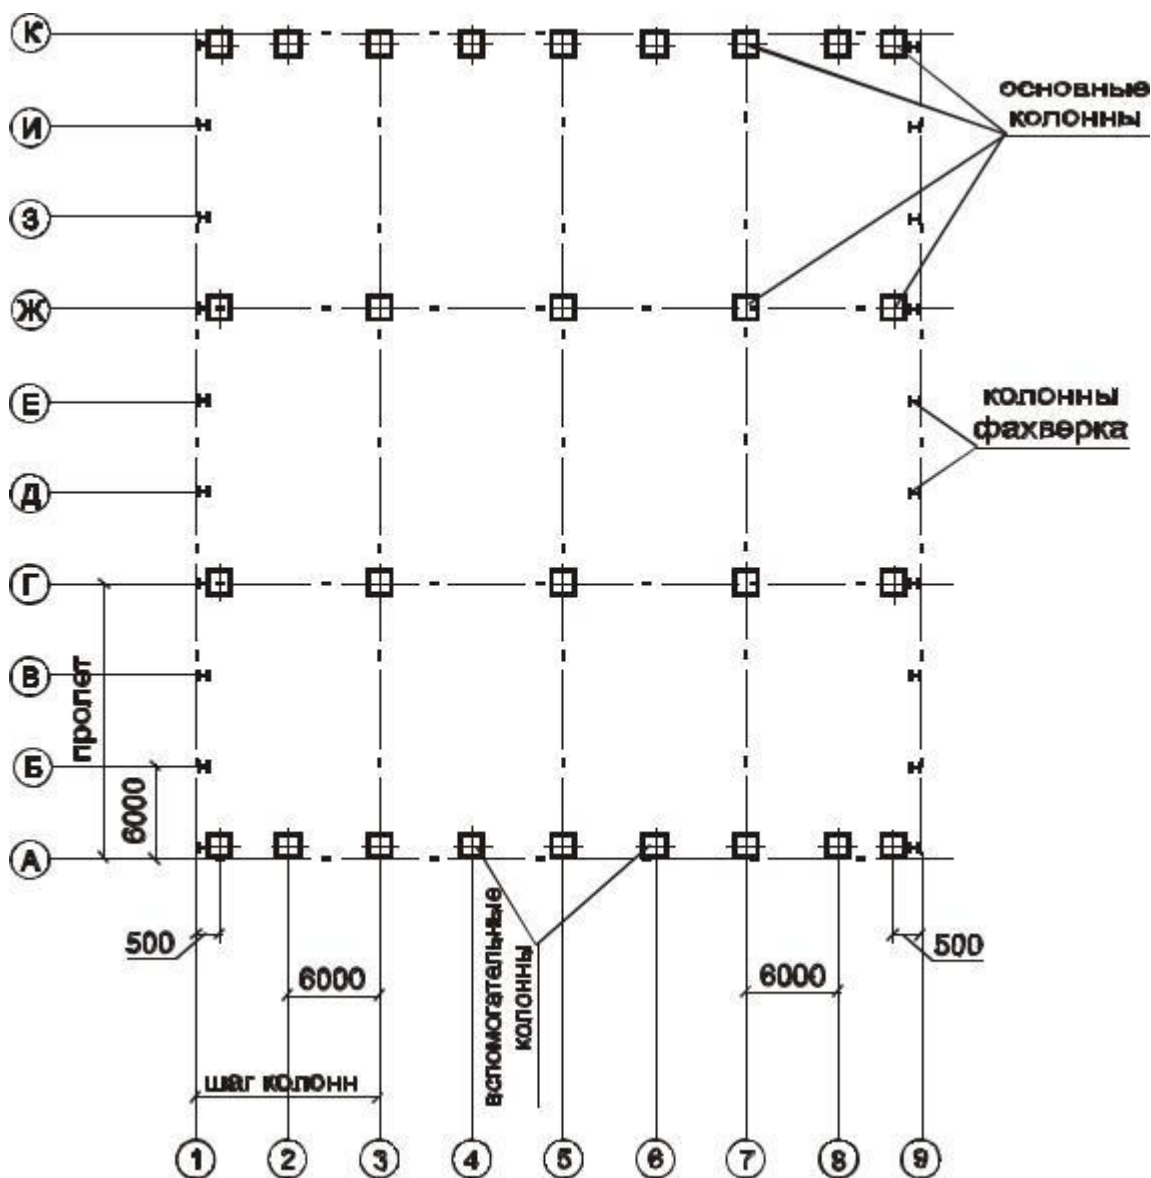 К
И
основные
колонны
З
Ж
Е
колонны
фахверка
Д
Г
пролет
В
Б
6000
А
500
6000
вспомогательные
колонны
6000
500
шаг колонн
1 2 3 4 5 6 7 8 9